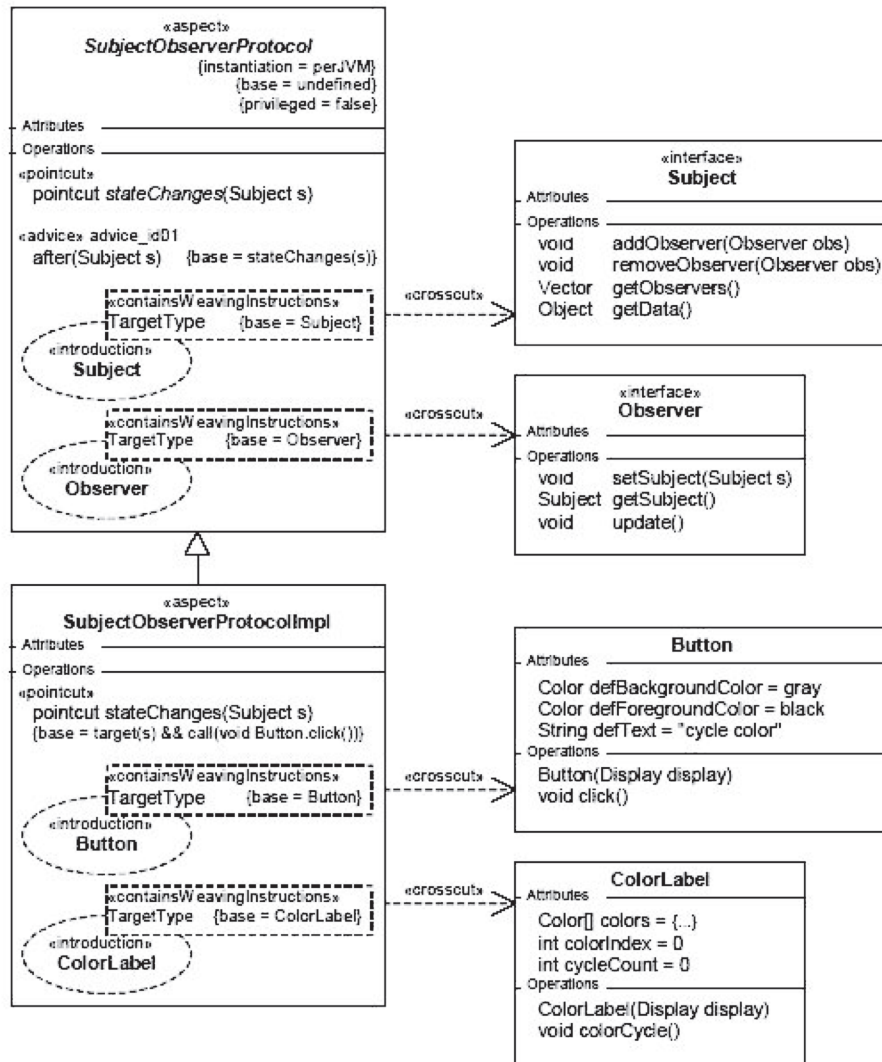 «aspect»
SubjectObserverProtocol
{instantiation = perJVM}
{base = undefined}
{privileged = false}
Attributes
Operations
«pointcut»
pointcut stateChanges(Subject s)
«advice» advice_id01
after(Subject s) {base = stateChanges(s)}
«containsWeavingInstructions»
TargetType {base = Subject}
«introduction»
Subject
«containsWeavingInstructions»
TargetType {base = Observer}
«introduction»
Observer
«crosscut»
«interface»
Subject
Attributes
Operations
void addObserver(Observer obs)
void removeObserver(Observer obs)
Vector getObservers()
Object getData()
«crosscut»
«interface»
Observer
Attributes
Operations
void setSubject(Subject s)
Subject getSubject()
void update()
«aspect»
SubjectObserverProtocolImpl
Attributes
Operations
«pointcut»
pointcut stateChanges(Subject s)
{base = target(s) && call(void Button.click())}
«containsWeavingInstructions»
TargetType {base = Button}
«introduction»
Button
«containsWeavingInstructions»
TargetType {base = ColorLabel}
«introduction»
ColorLabel
«crosscut»
Button
Attributes
Color defBackgroundColor = gray
Color defForegroundColor = black
String defText = "cycle color"
Operations
Button(Display display)
void click()
«crosscut»
ColorLabel
Attributes
Color[] colors = {...}
int colorIndex = 0
int cycleCount = 0
Operations
ColorLabel(Display display)
void colorCycle()